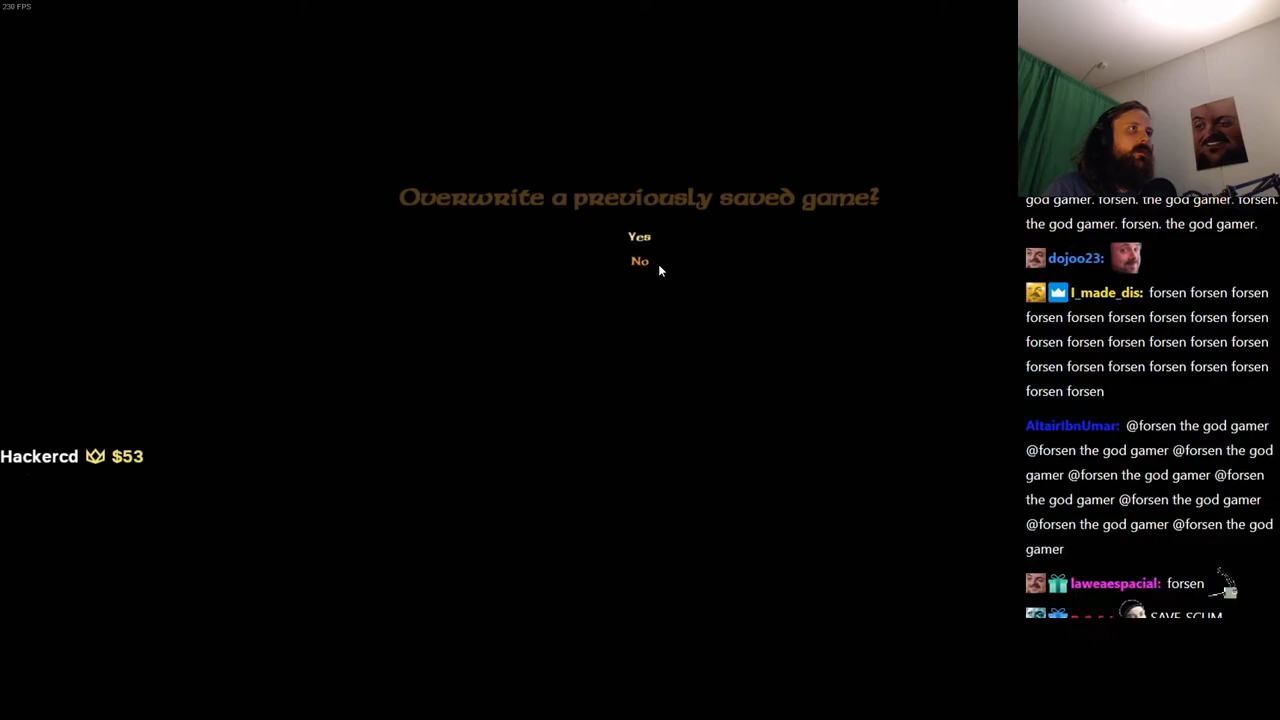 230 FPS
Overwrite a previously saved game?
Yes
No
Hackercd $53
god gamer. forsen. the god gamer. forsen.
the god gamer. forsen. the god gamer.
dojoo23:
I_made_dis: forsen forsen forsen
forsen forsen forsen forsen forsen forsen
forsen forsen forsen forsen forsen forsen
forsen forsen forsen forsen forsen forsen
forsen forsen
AltairIbnUmar: @forsen the god gamer
@forsen the god gamer @forsen the god
gamer @forsen the god gamer @forsen
the god gamer @forsen the god gamer
@forsen the god gamer @forsen the god
gamer
laweaespacial: forsen
SAVE SCUM